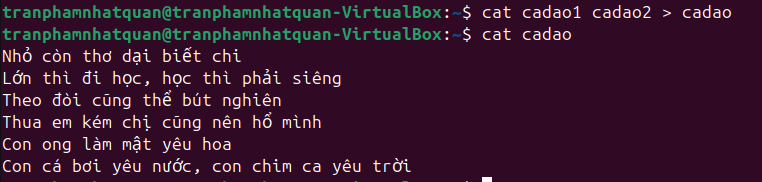 tranphamnhatquan@tranphamnhatquan-VirtualBox:~$ cat cadao1 cadao2 > cadao
tranphamnhatquan@tranphamnhatquan-VirtualBox:~$ cat cadao
Nhỏ còn thơ dại biết chi
Lớn thì đi học, học thì phải siêng
Theo đòi cũng thể bút nghiên
Thua em kém chị cũng nên hổ mình
Con ong làm mật yêu hoa
Con cá bơi yêu nước, con chim ca yêu trời